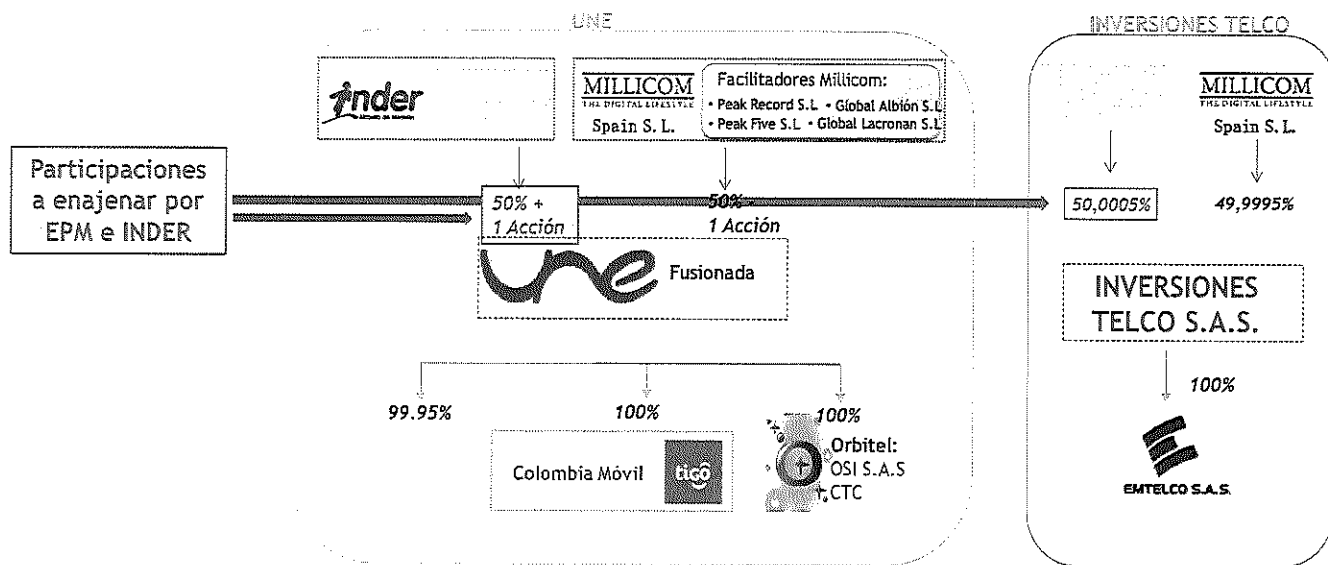 UNE
INVERSIONES TELCO
inder
MILLICOM
THE DIGITAL LIFESTYLE
Spain S. L.
Facilitadores Millicom:
• Peak Record S.L • Global Albión S.L
• Peak Five S.L • Global Lacronan S.L
MILLICOM
THE DIGITAL LIFESTYLE
Spain S. L.
Participaciones
a enajenar por
EPM e INDER
50% +
1 Acción
50% -
1 Acción
50,0005%
49,9995%
une
Fusionada
INVERSIONES
TELCO S.A.S.
100%
99.95%
100%
100%
Colombia Móvil
tigo
Orbitel:
OSI S.A.S
CTC
EMTELCO S.A.S.